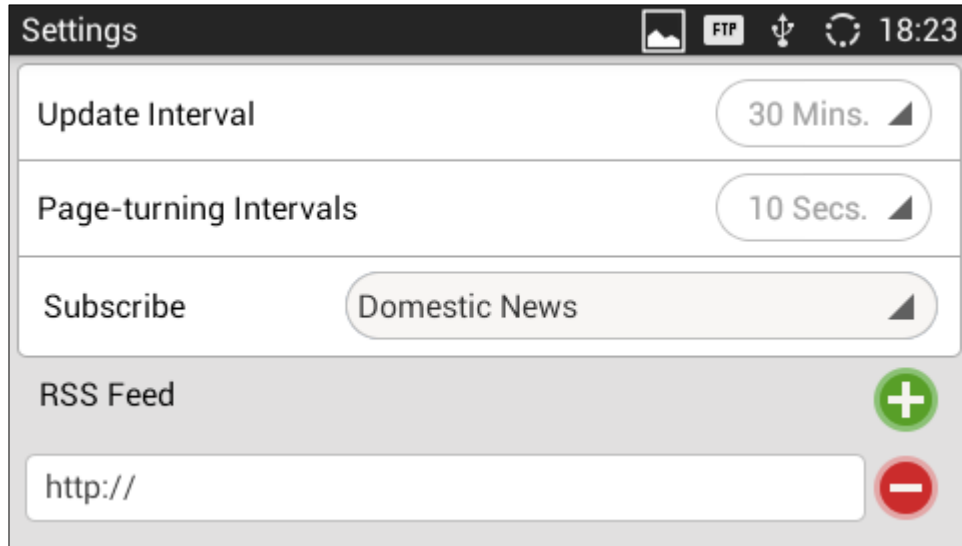 Settings FTP 18:23
Update Interval 30 Mins.
Page-turning Intervals 10 Secs.
Subscribe Domestic News
RSS Feed
http://